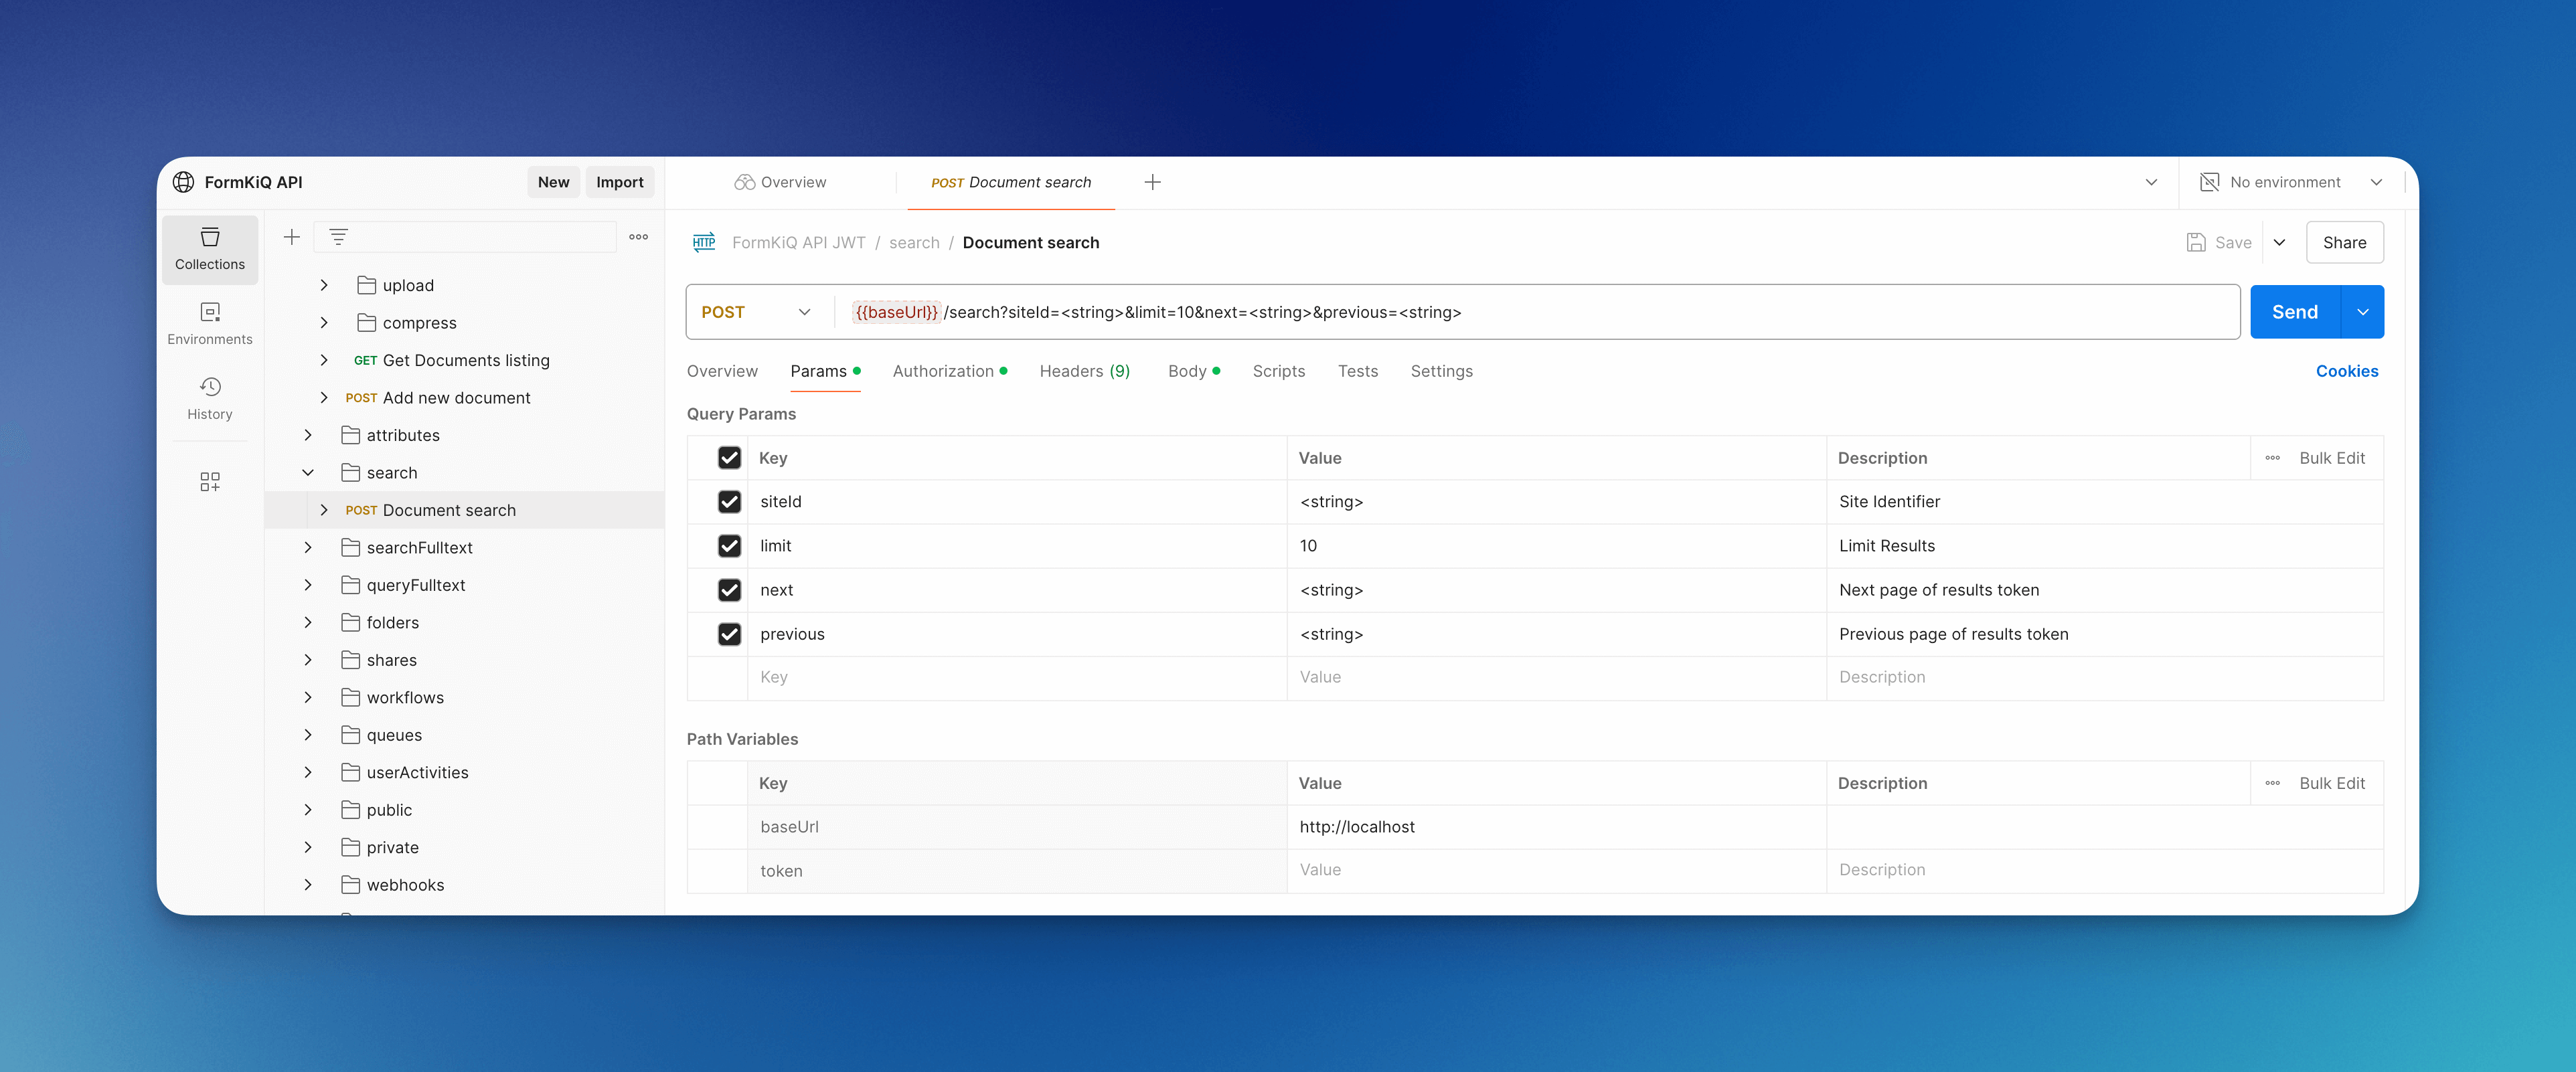 FormKiQ API
New
Import
Overview
POST Document search
No environment
Collections
Environments
History
upload
compress
GET Get Documents listing
POST Add new document
attributes
search
POST Document search
searchFulltext
queryFulltext
folders
shares
workflows
queues
userActivities
public
private
webhooks
HTTP FormKiQ API JWT / search / Document search
Save
Share
POST {{baseUrl}}/search?siteId=<string>&limit=10&next=<string>&previous=<string>
Send
Overview Params Authorization Headers (9) Body Scripts Tests Settings
Cookies
Query Params
Key Value Description Bulk Edit
siteId <string> Site Identifier
limit 10 Limit Results
next <string> Next page of results token
previous <string> Previous page of results token
Key Value Description
Path Variables
Key Value Description Bulk Edit
baseUrl http://localhost
token Value Description